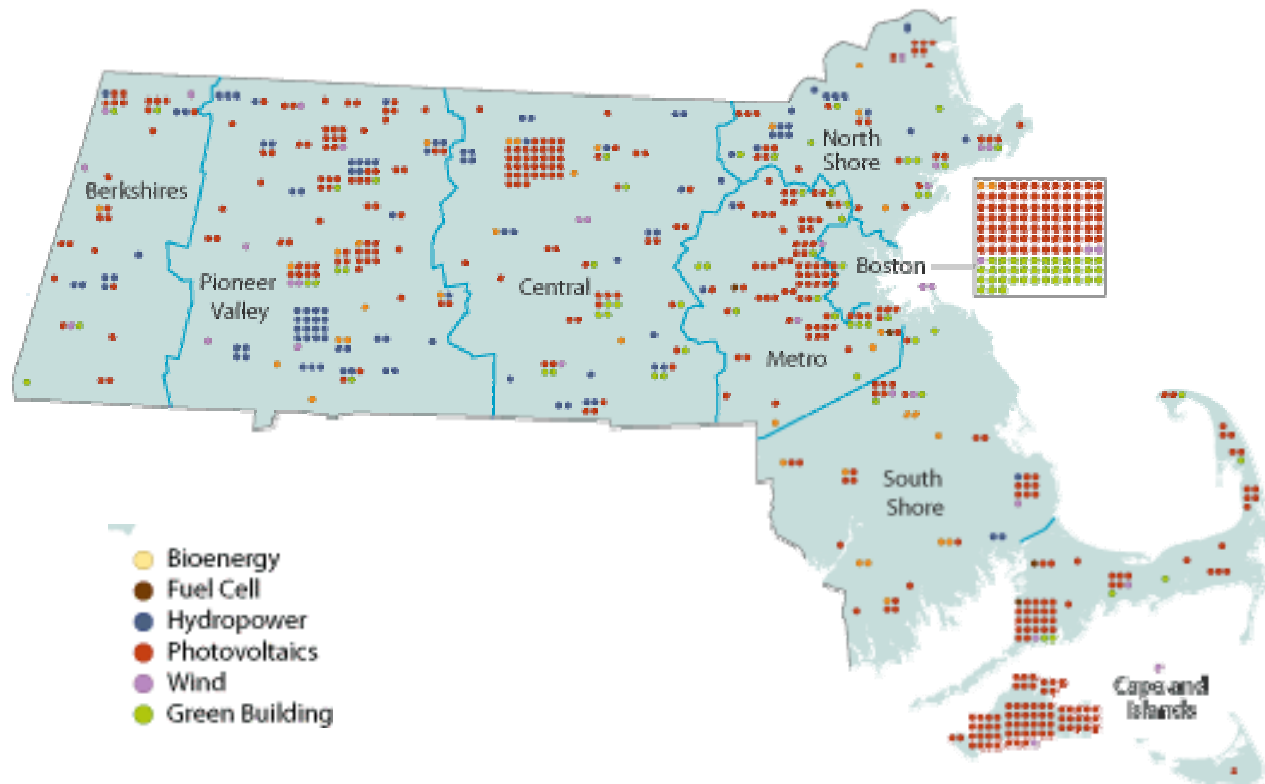 North
Shore
Berkshires
Boston
Pioneer
Valley
Central
Metro
South
Shore
Bioenergy
Fuel Cell
Hydropower
Photovoltaics
Wind
Green Building
Cape and
Islands